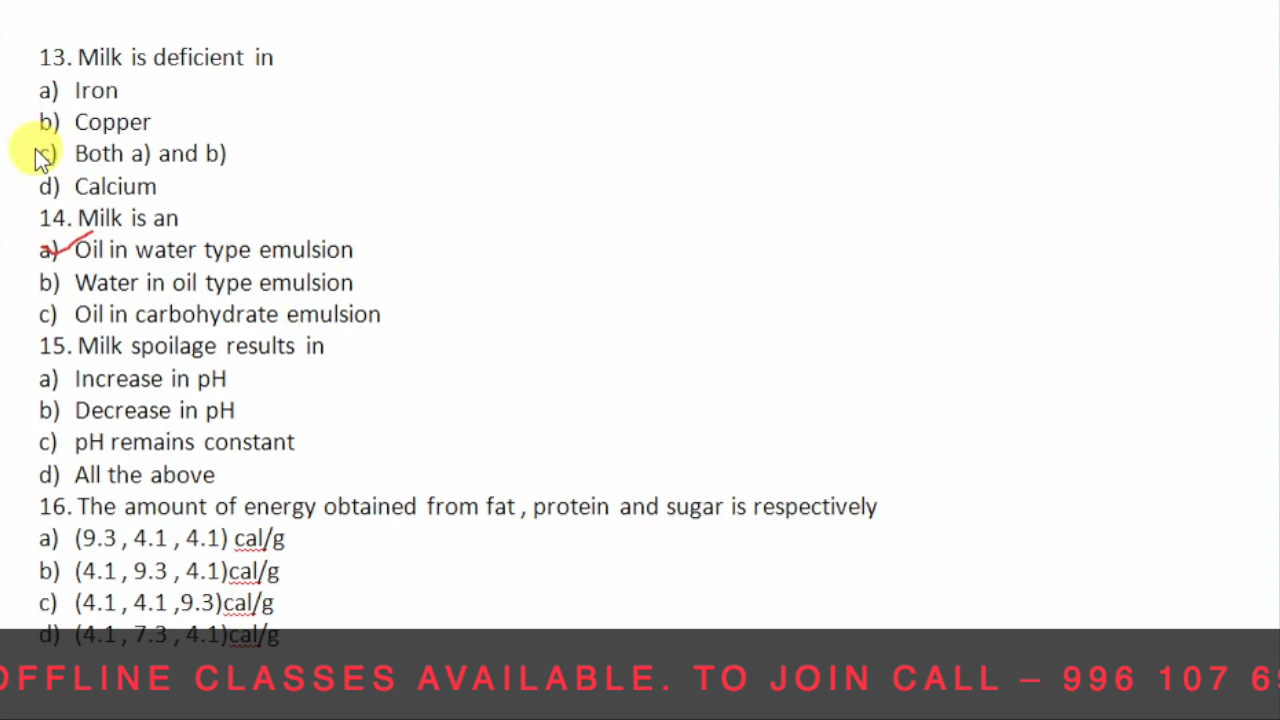 13. Milk is deficient in
a) Iron
b) Copper
c) Both a) and b)
d) Calcium
14. Milk is an
a) Oil in water type emulsion
b) Water in oil type emulsion
c) Oil in carbohydrate emulsion
15. Milk spoilage results in
a) Increase in pH
b) Decrease in pH
c) pH remains constant
d) All the above
16. The amount of energy obtained from fat , protein and sugar is respectively
a) (9.3 , 4.1 , 4.1) cal/g
b) (4.1 , 9.3 , 4.1)cal/g
c) (4.1 , 4.1 ,9.3)cal/g
d) (4.1 , 7.3 , 4.1)cal/g
OFFLINE CLASSES AVAILABLE. TO JOIN CALL – 996 107 6